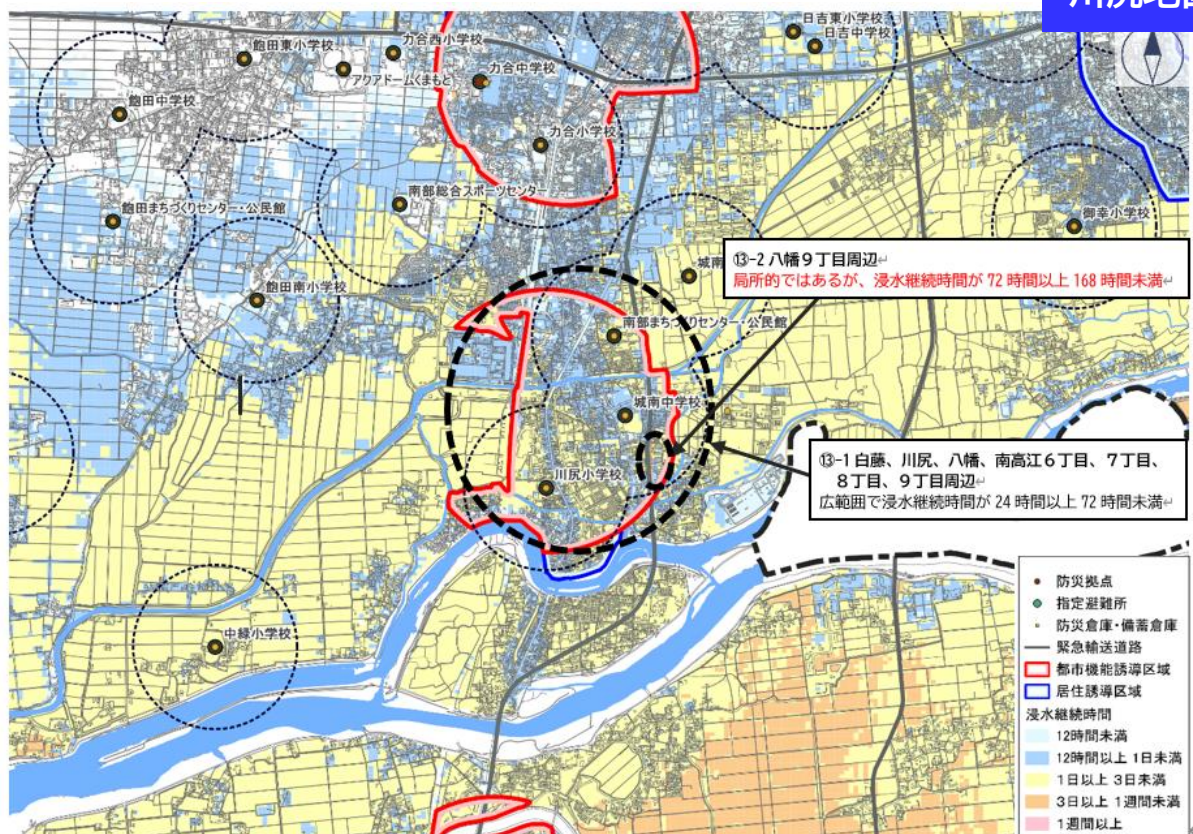 日吉東小学校
日吉中学校
飽田東小学校
力合西小学校
アクアドームくまもと
力合中学校
飽田中学校
力合小学校
南部総合スポーツセンター
飽田まちづくりセンター・公民館
御幸小学校
城南
⑬-2 八幡９丁目周辺
局所的ではあるが、浸水継続時間が 72 時間以上 168 時間未満
飽田南小学校
南部まちづくりセンター・公民館
城南中学校
⑬-1 白藤、川尻、八幡、南高江６丁目、７丁目、
８丁目、９丁目周辺
広範囲で浸水継続時間が 24 時間以上 72 時間未満
川尻小学校
中緑小学校
防災拠点
指定避難所
防災倉庫・備蓄倉庫
緊急輸送道路
都市機能誘導区域
居住誘導区域
浸水継続時間
12時間未満
12時間以上 1日未満
1日以上 3日未満
3日以上 1週間未満
1週間以上